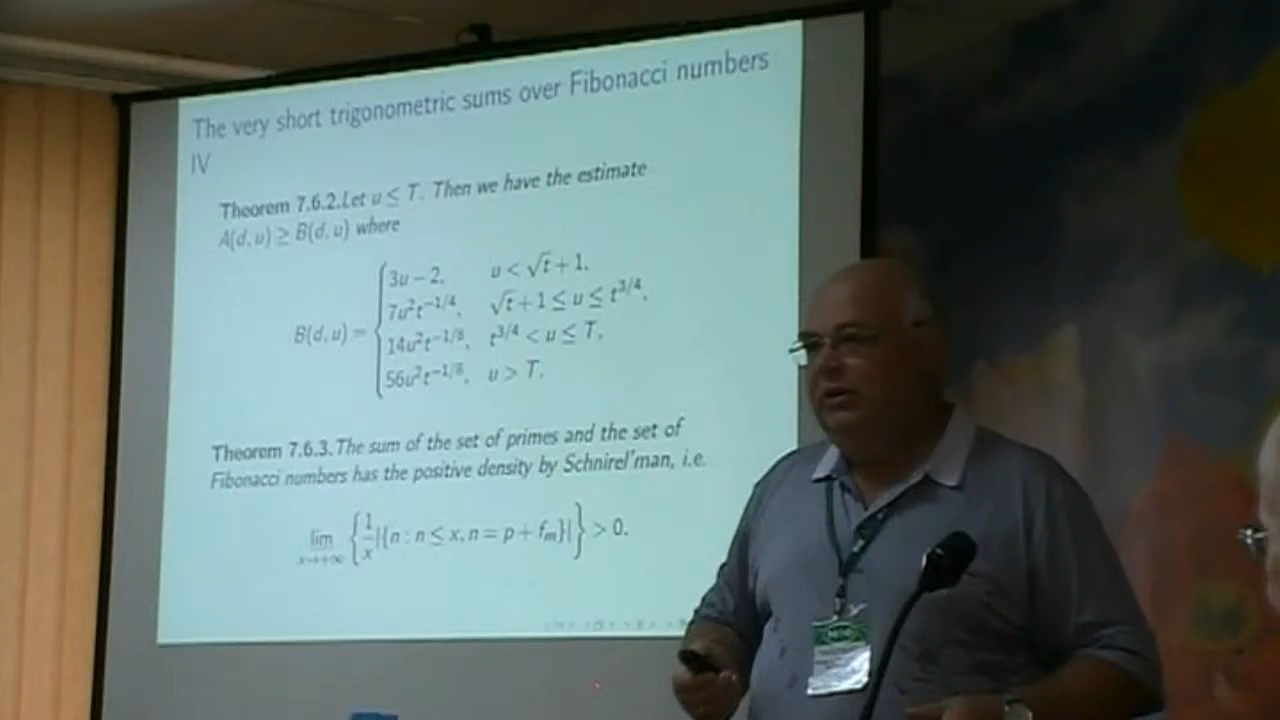 The very short trigonometric sums over Fibonacci numbers
IV
Theorem 7.6.2. Let u ≤ T. Then we have the estimate
A(d, u) ≥ B(d, u) where
B(d, u) = { 3u − 2, u < √t + 1,
7u²t^{−1/4}, √t + 1 ≤ u ≤ t^{3/4},
14u²t^{−1/8}, t^{3/4} < u ≤ T,
56u²t^{−1/8}, u > T.
Theorem 7.6.3. The sum of the set of primes and the set of
Fibonacci numbers has the positive density by Schnirel'man, i.e.
lim_{x→+∞} { 1/x |{n : n ≤ x, n = p + f_m}| } > 0.